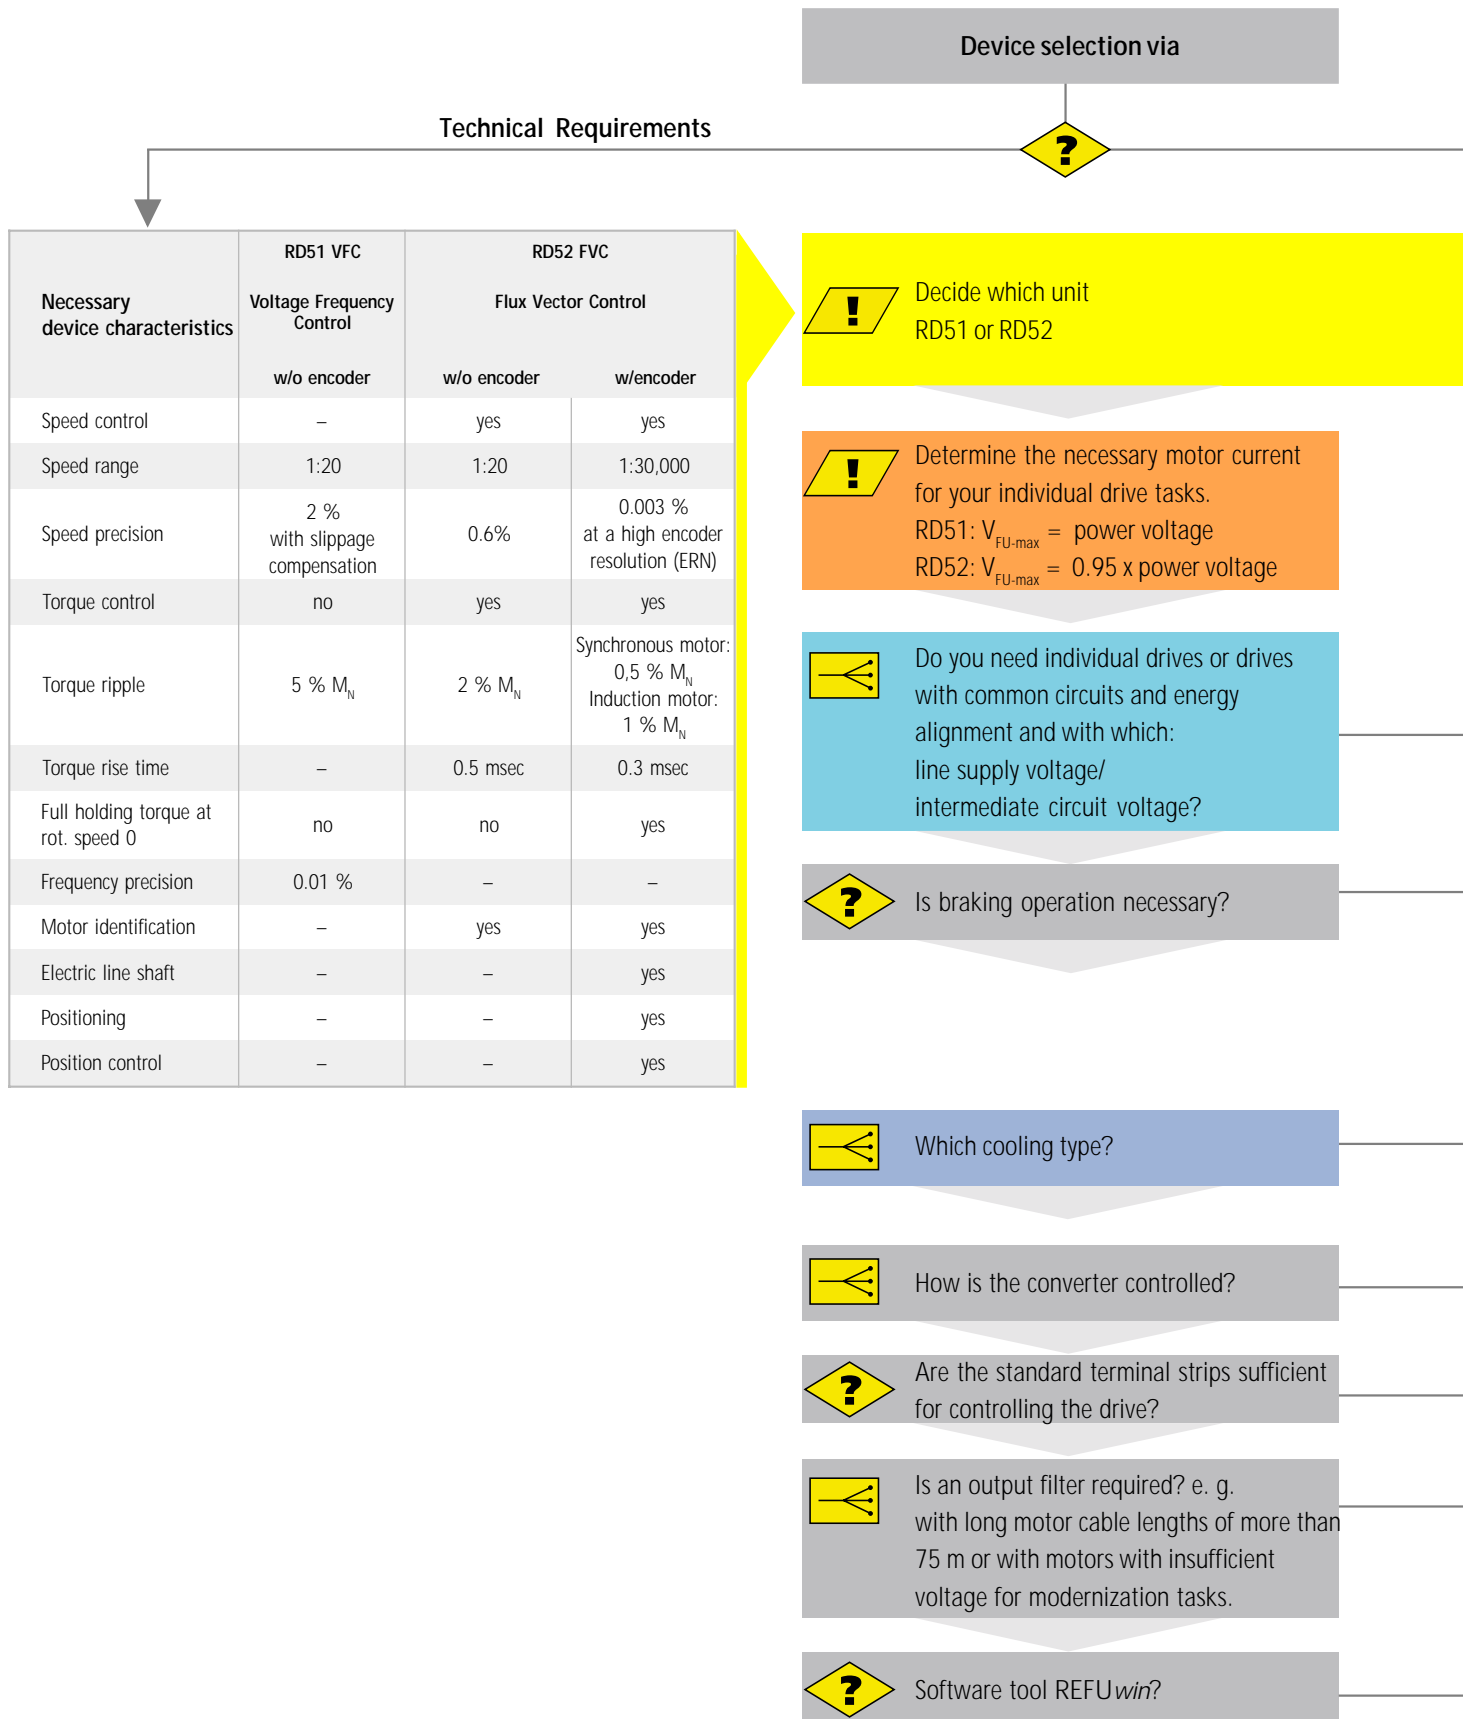 Device selection via
?
Technical Requirements
Necessary
device characteristics
RD51 VFC
Voltage Frequency
Control
w/o encoder
RD52 FVC
Flux Vector Control
w/o encoder
w/encoder
Speed control
–
yes
yes
Speed range
1:20
1:20
1:30,000
Speed precision
2 %
with slippage
compensation
0.6%
0.003 %
at a high encoder
resolution (ERN)
Torque control
no
yes
yes
Torque ripple
5 % MN
2 % MN
Synchronous motor:
0,5 % MN
Induction motor:
1 % MN
Torque rise time
–
0.5 msec
0.3 msec
Full holding torque at
rot. speed 0
no
no
yes
Frequency precision
0.01 %
–
–
Motor identification
–
yes
yes
Electric line shaft
–
–
yes
Positioning
–
–
yes
Position control
–
–
yes
!
Decide which unit
RD51 or RD52
!
Determine the necessary motor current
for your individual drive tasks.
RD51: VFU-max = power voltage
RD52: VFU-max = 0.95 x power voltage
Do you need individual drives or drives
with common circuits and energy
alignment and with which:
line supply voltage/
intermediate circuit voltage?
?
Is braking operation necessary?
Which cooling type?
How is the converter controlled?
?
Are the standard terminal strips sufficient
for controlling the drive?
Is an output filter required? e. g.
with long motor cable lengths of more than
75 m or with motors with insufficient
voltage for modernization tasks.
?
Software tool REFUwin?